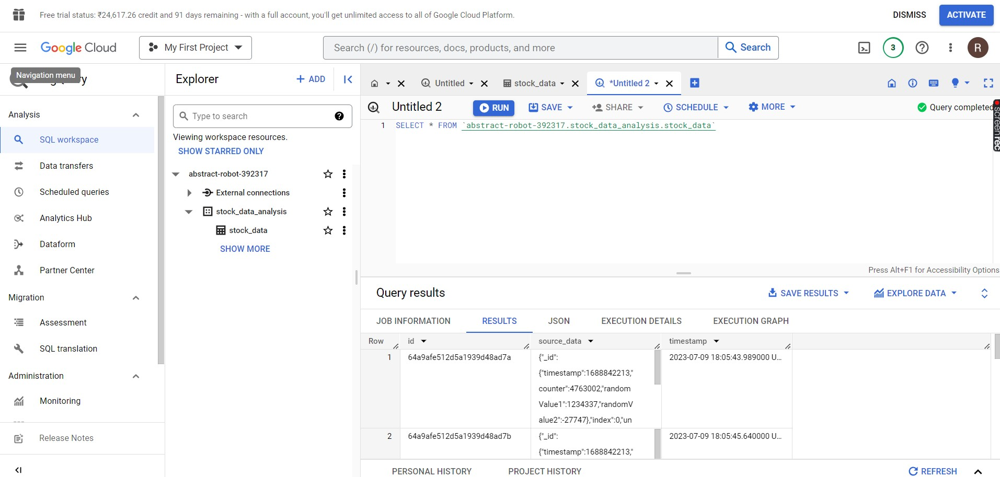 Free trial status: ₹24,617.26 credit and 91 days remaining - with a full account, you'll get unlimited access to all of Google Cloud Platform.
DISMISS
ACTIVATE
Google Cloud
My First Project
Search (/) for resources, docs, products, and more
Search
3
R
Navigation menu
Analysis
SQL workspace
Data transfers
Scheduled queries
Analytics Hub
Dataform
Partner Center
Migration
Assessment
SQL translation
Administration
Monitoring
Release Notes
Explorer
+ ADD
Type to search
Viewing workspace resources.
SHOW STARRED ONLY
abstract-robot-392317
External connections
stock_data_analysis
stock_data
SHOW MORE
Untitled
stock_data
*Untitled 2
Untitled 2
RUN
SAVE
SHARE
SCHEDULE
MORE
Query completed
1 SELECT * FROM `abstract-robot-392317.stock_data_analysis.stock_data`
screenrec
Press Alt+F1 for Accessibility Options
Query results
SAVE RESULTS
EXPLORE DATA
JOB INFORMATION
RESULTS
JSON
EXECUTION DETAILS
EXECUTION GRAPH
Row id source_data timestamp
1 64a9afe512d5a1939d48ad7a {"_id": 2023-07-09 18:05:43.989000 U...
{"timestamp":1688842213,"
counter":4763002,"random
Value1":1234337,"randomV
alue2":-27747},"index":0,"un
2 64a9afe512d5a1939d48ad7b {"_id": 2023-07-09 18:05:45.640000 U...
{"timestamp":1688842213,"
PERSONAL HISTORY
PROJECT HISTORY
REFRESH